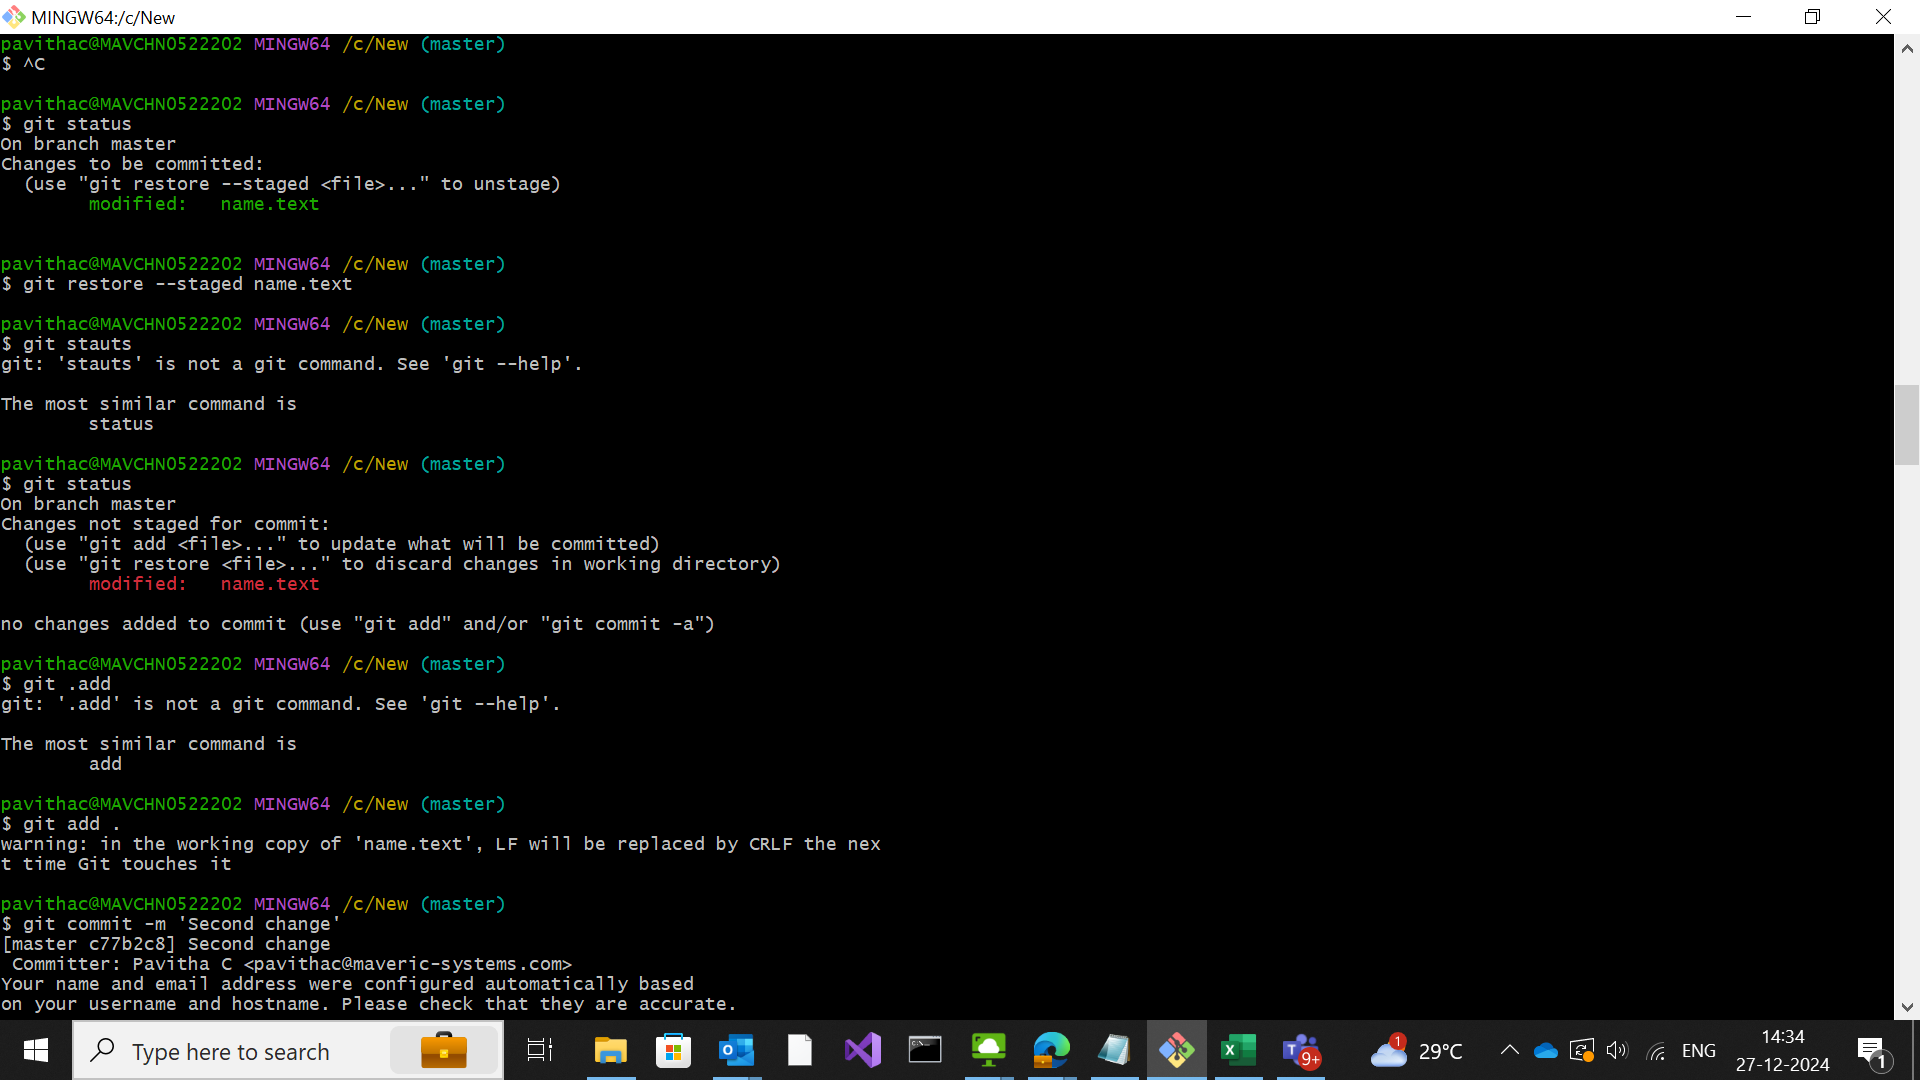 MINGW64:/c/New
pavithac@MAVCHN0522202 MINGW64 /c/New (master)
$ ^C
pavithac@MAVCHN0522202 MINGW64 /c/New (master)
$ git status
On branch master
Changes to be committed:
  (use "git restore --staged <file>..." to unstage)
        modified:   name.text
pavithac@MAVCHN0522202 MINGW64 /c/New (master)
$ git restore --staged name.text
pavithac@MAVCHN0522202 MINGW64 /c/New (master)
$ git stauts
git: 'stauts' is not a git command. See 'git --help'.
The most similar command is
        status
pavithac@MAVCHN0522202 MINGW64 /c/New (master)
$ git status
On branch master
Changes not staged for commit:
  (use "git add <file>..." to update what will be committed)
  (use "git restore <file>..." to discard changes in working directory)
        modified:   name.text
no changes added to commit (use "git add" and/or "git commit -a")
pavithac@MAVCHN0522202 MINGW64 /c/New (master)
$ git .add
git: '.add' is not a git command. See 'git --help'.
The most similar command is
        add
pavithac@MAVCHN0522202 MINGW64 /c/New (master)
$ git add .
warning: in the working copy of 'name.text', LF will be replaced by CRLF the nex
t time Git touches it
pavithac@MAVCHN0522202 MINGW64 /c/New (master)
$ git commit -m 'Second change'
[master c77b2c8] Second change
 Committer: Pavitha C <pavithac@maveric-systems.com>
Your name and email address were configured automatically based
on your username and hostname. Please check that they are accurate.
Type here to search
9+
1
29°C
ENG
14:34
27-12-2024
1